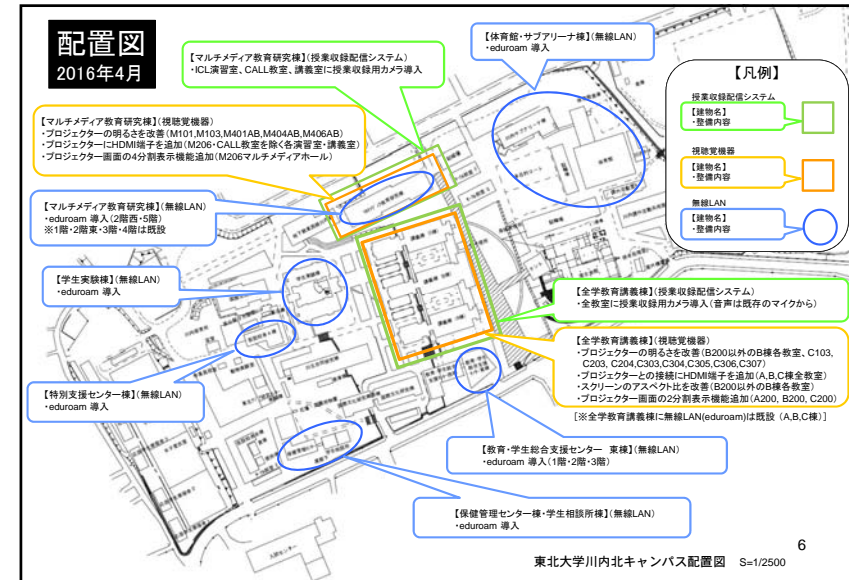 配置図
2016年4月
【マルチメディア教育研究棟】(授業収録配信システム)
・ICL演習室、CALL教室、講義室に授業収録用カメラ導入
【体育館・サブアリーナ棟】(無線LAN)
・eduroam 導入
【凡例】
授業収録配信システム
【建物名】
・整備内容
視聴覚機器
【建物名】
・整備内容
無線LAN
【建物名】
・整備内容
【マルチメディア教育研究棟】(視聴覚機器)
・プロジェクターの明るさを改善(M101,M103,M401AB,M404AB,M406AB)
・プロジェクターにHDMI端子を追加(M206・CALL教室を除く各演習室・講義室)
・プロジェクター画面の4分割表示機能追加(M206マルチメディアホール)
【マルチメディア教育研究棟】(無線LAN)
・eduroam 導入(2階西・5階)
※1階・2階東・3階・4階は既設
【学生実験棟】(無線LAN)
・eduroam 導入
【全学教育講義棟】(授業収録配信システム)
・全教室に授業収録用カメラ導入(音声は既存のマイクから)
【全学教育講義棟】(視聴覚機器)
・プロジェクターの明るさを改善(B200以外のB棟各教室、C103,
C203, C204,C303,C304,C305,C306,C307)
・プロジェクターとの接続にHDMI端子を追加(A,B,C棟全教室)
・スクリーンのアスペクト比を改善(B200以外のB棟各教室)
・プロジェクター画面の2分割表示機能追加(A200, B200, C200)
[※全学教育講義棟に無線LAN(eduroam)は既設 (A,B,C棟)]
【特別支援センター棟】(無線LAN)
・eduroam 導入
【教育・学生総合支援センター 東棟】(無線LAN)
・eduroam 導入(1階・2階・3階)
【保健管理センター棟・学生相談所棟】(無線LAN)
・eduroam 導入
6
東北大学川内北キャンパス配置図 S=1/2500